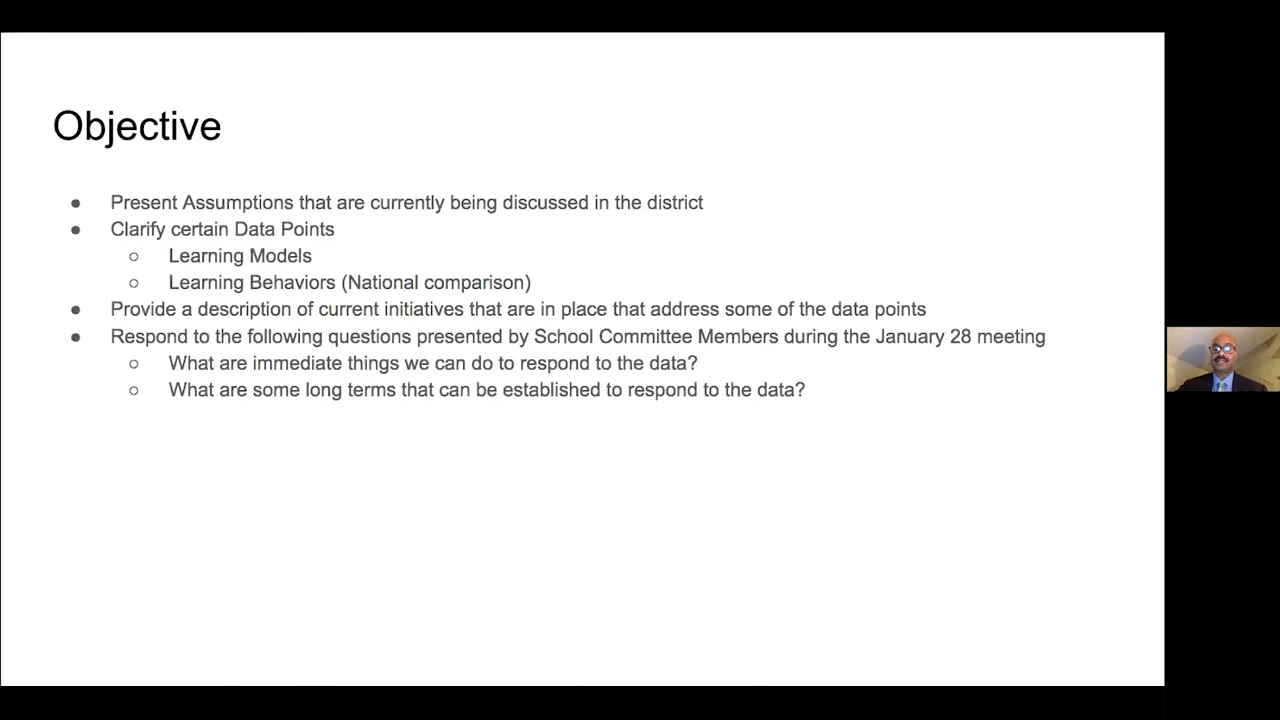 Objective
● Present Assumptions that are currently being discussed in the district
● Clarify certain Data Points
○ Learning Models
○ Learning Behaviors (National comparison)
● Provide a description of current initiatives that are in place that address some of the data points
● Respond to the following questions presented by School Committee Members during the January 28 meeting
○ What are immediate things we can do to respond to the data?
○ What are some long terms that can be established to respond to the data?